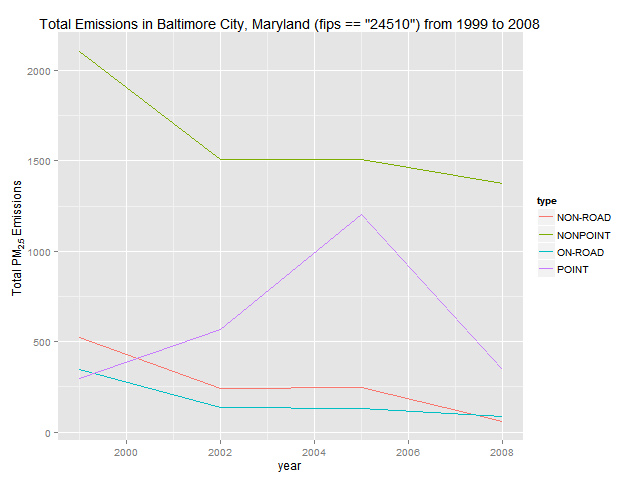 Total Emissions in Baltimore City, Maryland (fips == "24510") from 1999 to 2008
2000
1500
1000
500
0
Total PM2.5 Emissions
2000
2002
2004
2006
2008
year
type
NON-ROAD
NONPOINT
ON-ROAD
POINT